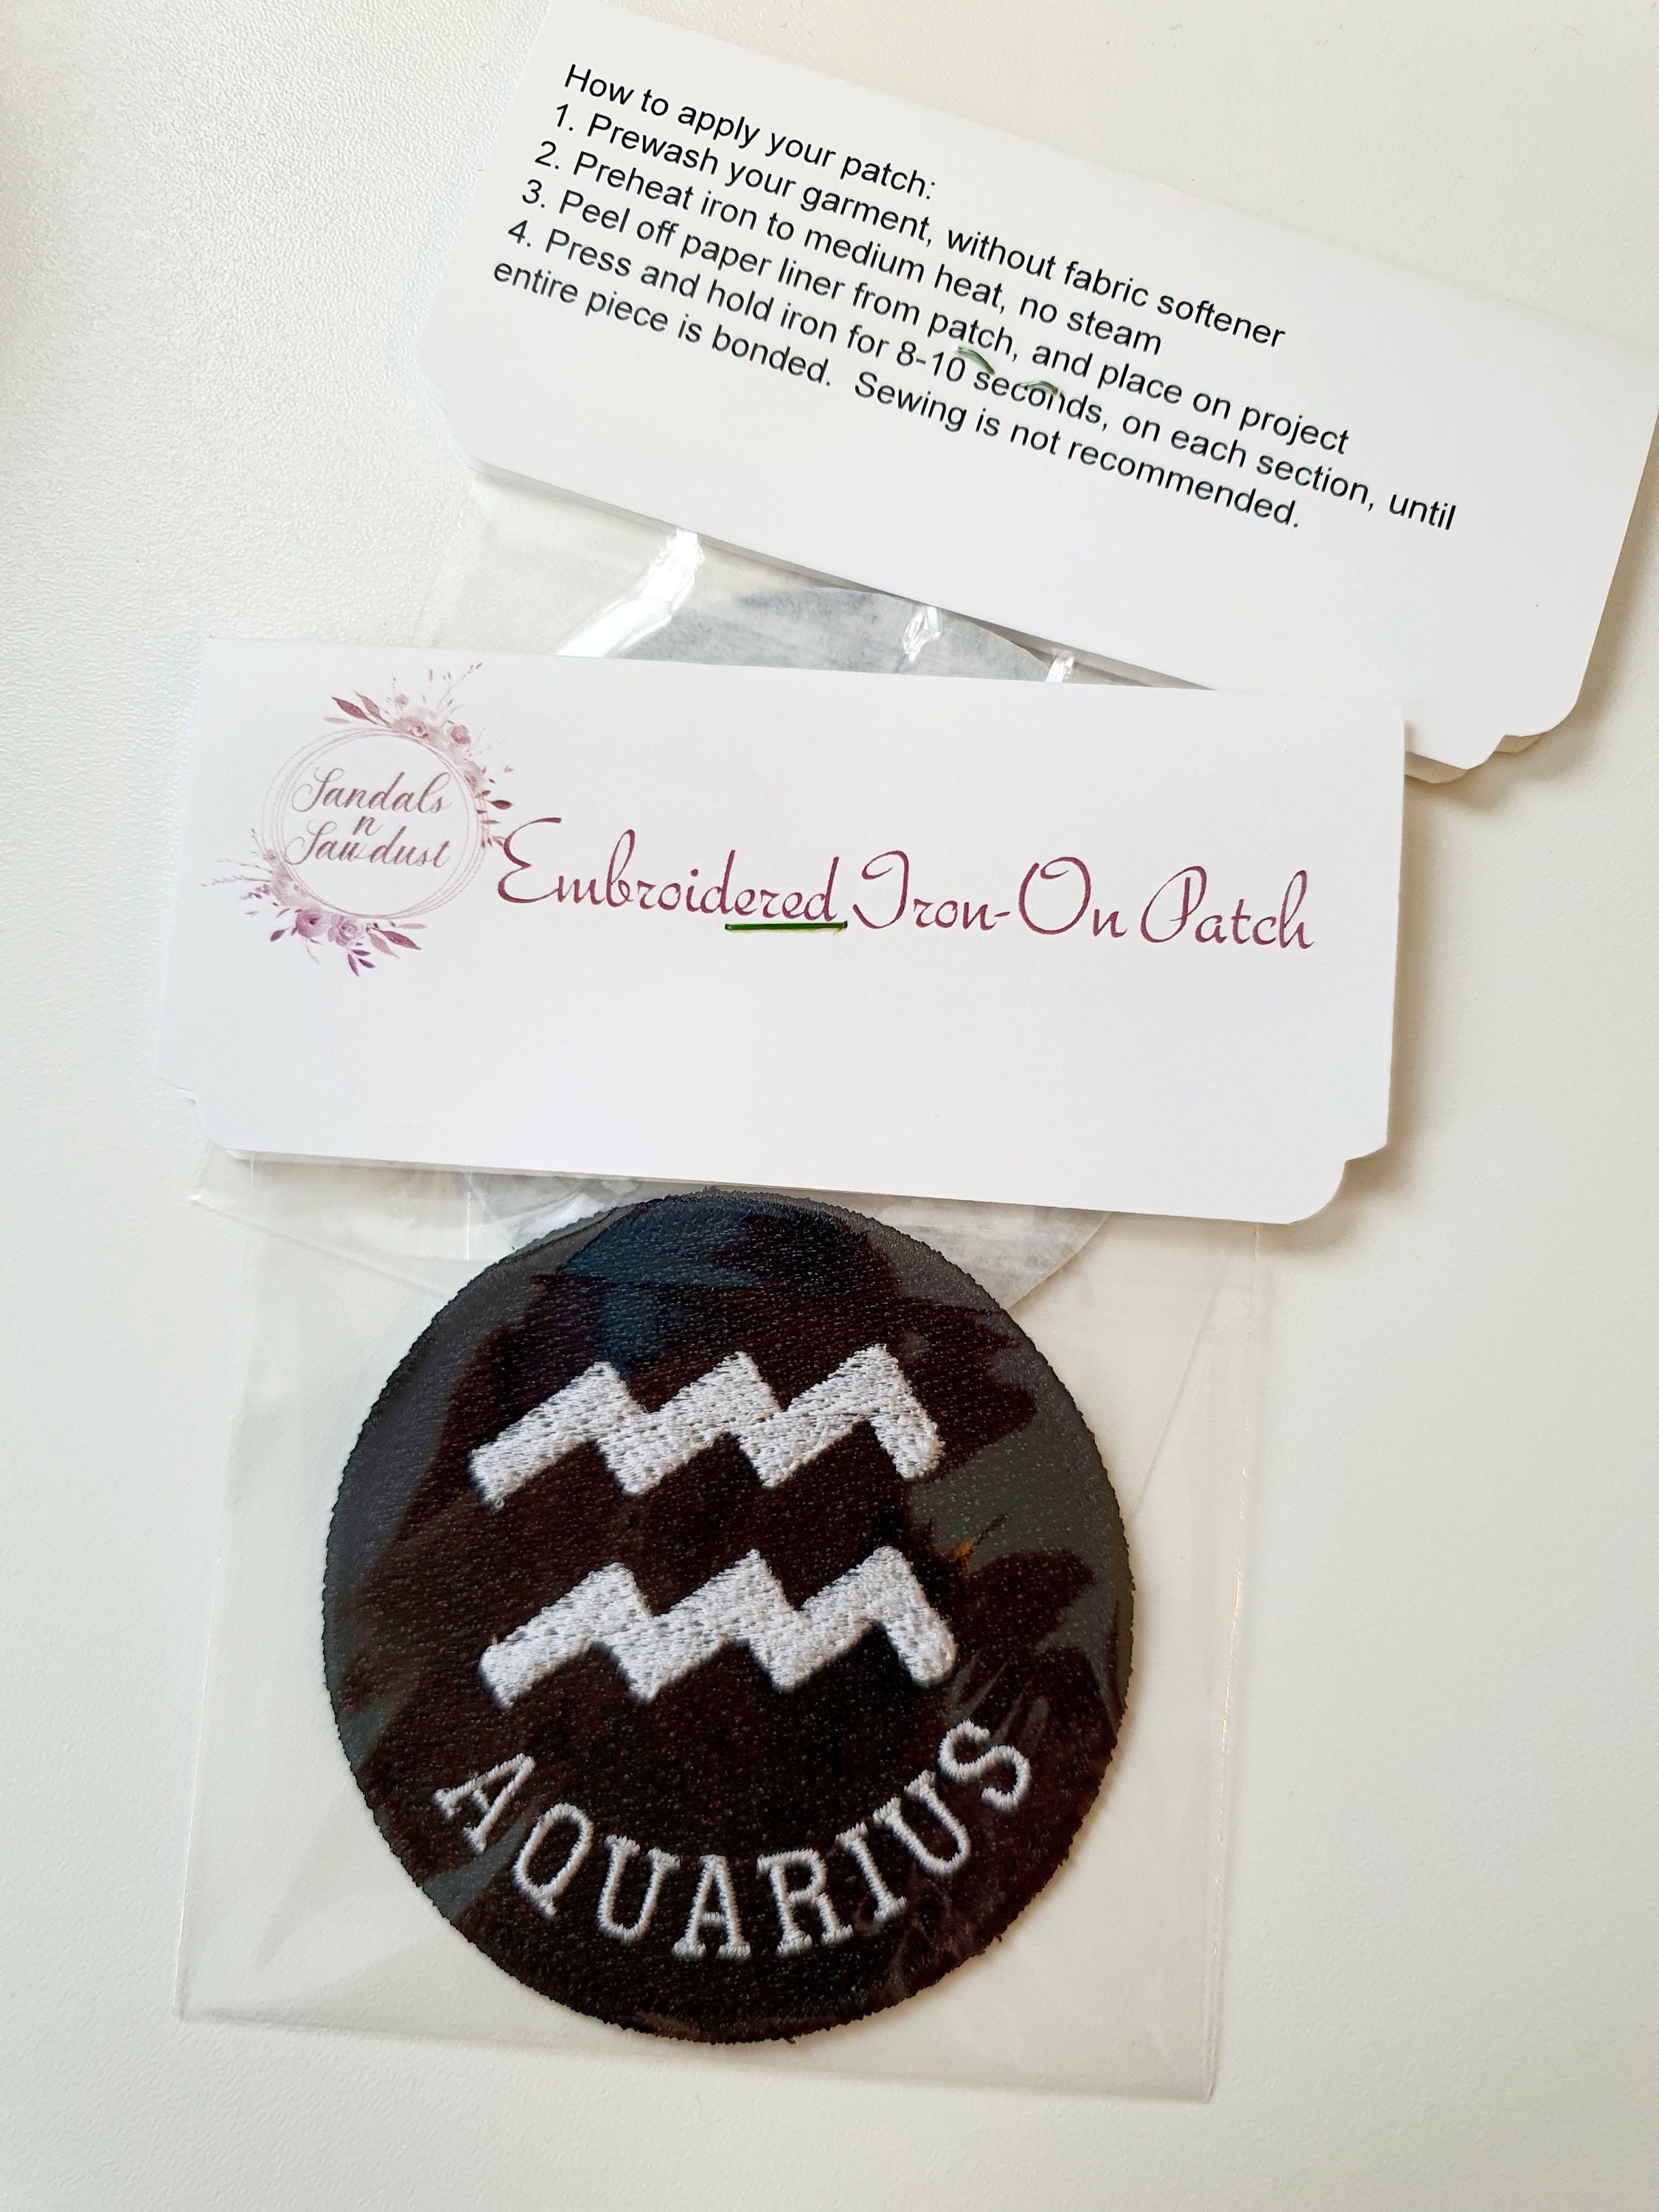 How to apply your patch:
1. Prewash your garment, without fabric softener
2. Preheat iron to medium heat, no steam
3. Peel off paper liner from patch, and place on project
4. Press and hold iron for 8-10 seconds, on each section, until
entire piece is bonded.  Sewing is not recommended.
Sandals
n
Sawdust
Embroidered Iron-On Patch
AQUARIUS